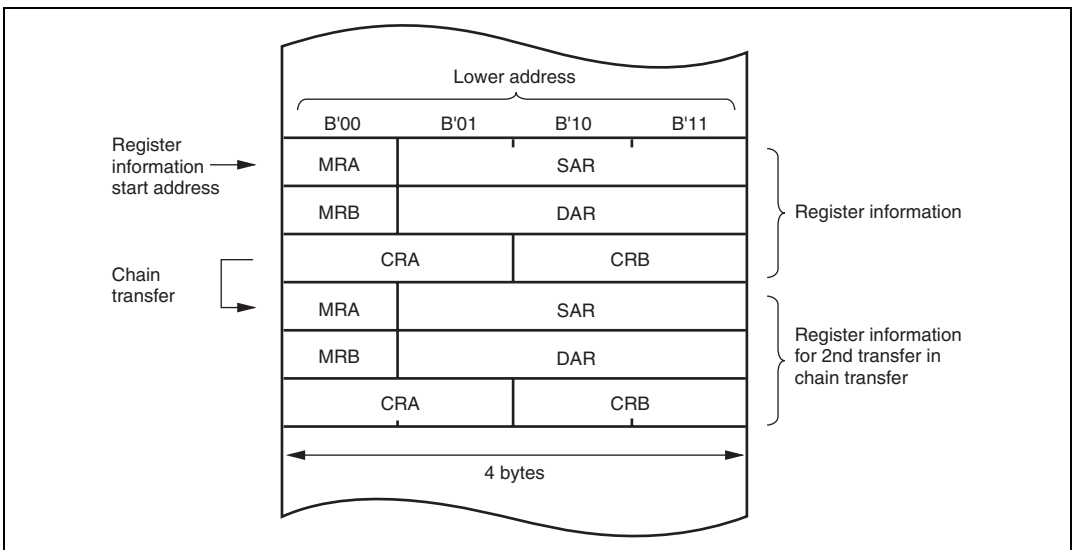 Lower address
B'00 B'01 B'10 B'11
Register
information
start address
MRA SAR
MRB DAR
Register information
CRA CRB
Chain
transfer
MRA SAR
MRB DAR
Register information
for 2nd transfer in
chain transfer
CRA CRB
4 bytes